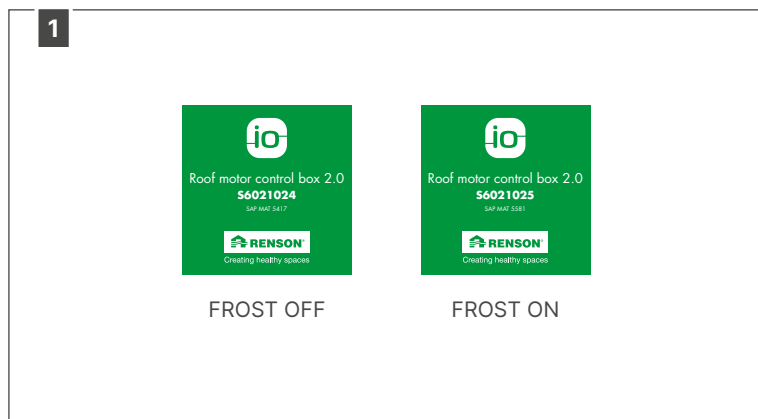 1
io
Roof motor control box 2.0
S6021024
SAP MAT 5417
RENSON
Creating healthy spaces
FROST OFF
io
Roof motor control box 2.0
S6021025
SAP MAT 5581
RENSON
Creating healthy spaces
FROST ON